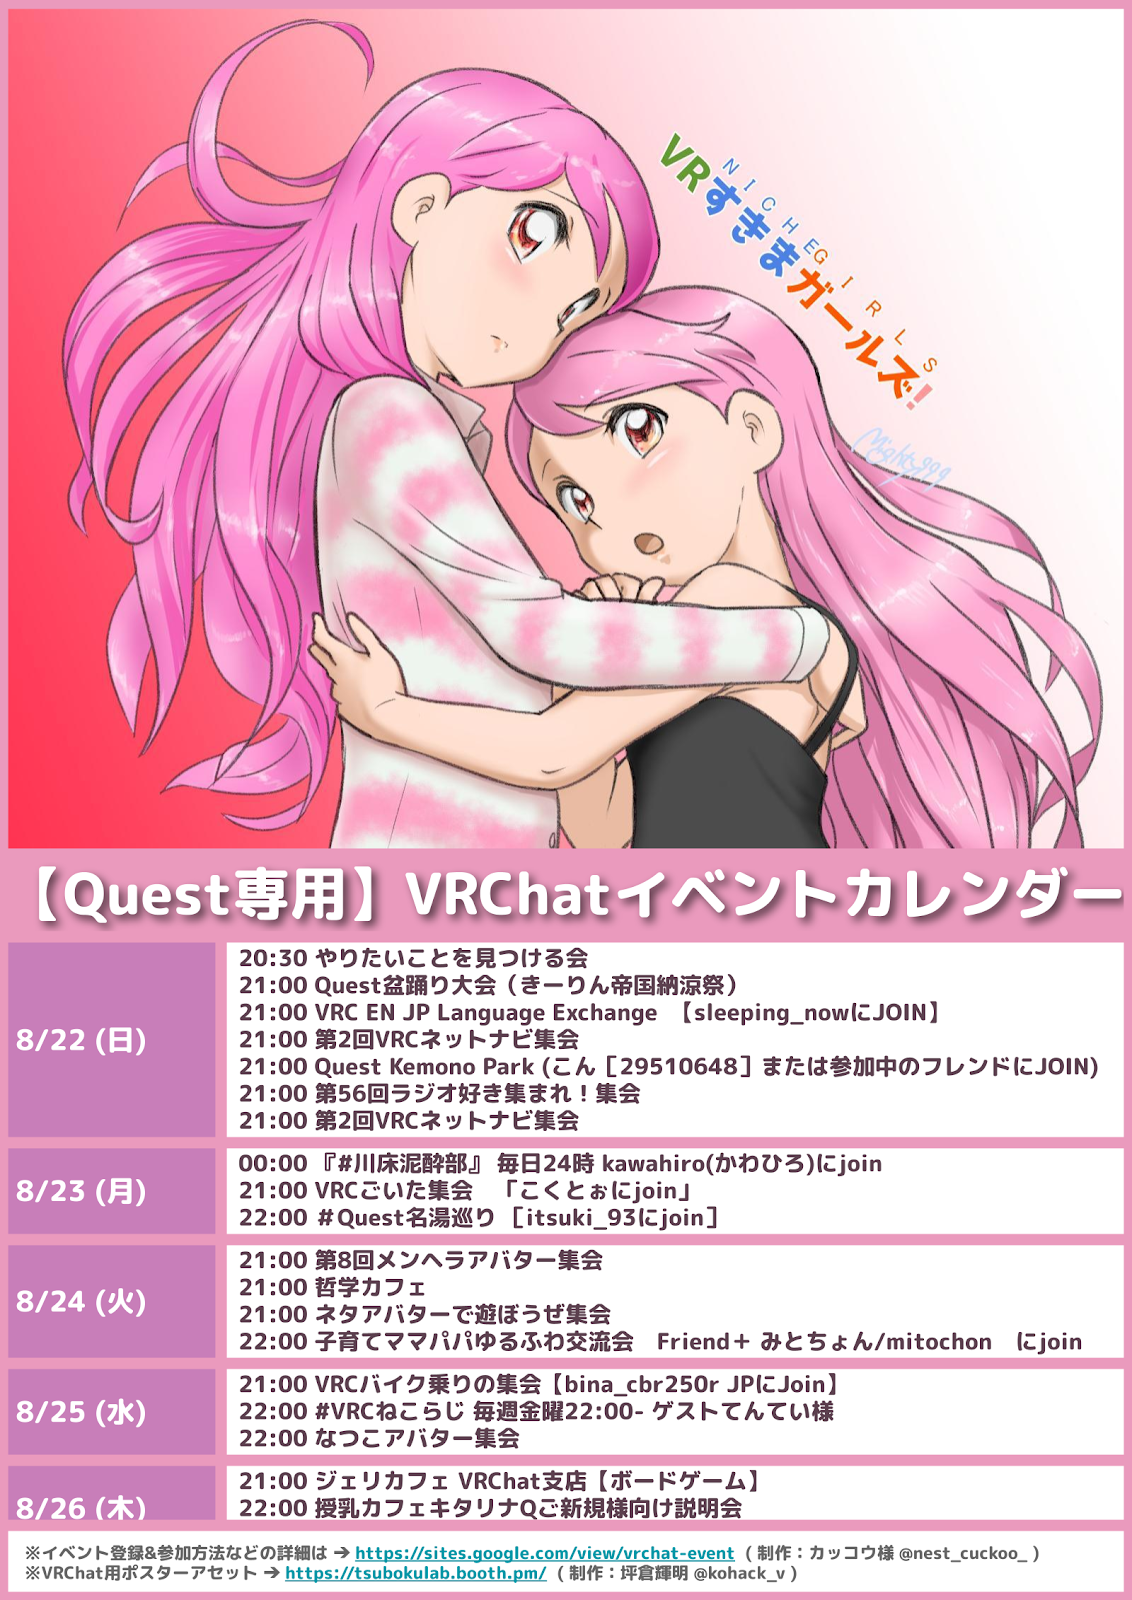 NICHE GIRLS
VRすきまガールズ!
Mighty999
【Quest専用】VRChatイベントカレンダー
8/22 (日)
20:30 やりたいことを見つける会
21:00 Quest盆踊り大会（きーりん帝国納涼祭）
21:00 VRC EN JP Language Exchange 【sleeping_nowにJOIN】
21:00 第2回VRCネットナビ集会
21:00 Quest Kemono Park (こん［29510648］または参加中のフレンドにJOIN)
21:00 第56回ラジオ好き集まれ！集会
21:00 第2回VRCネットナビ集会
8/23 (月)
00:00 『#川床泥酔部』 毎日24時 kawahiro(かわひろ)にjoin
21:00 VRCごいた集会　「こくとぉにjoin」
22:00 ＃Quest名湯巡り ［itsuki_93にjoin］
8/24 (火)
21:00 第8回メンヘラアバター集会
21:00 哲学カフェ
21:00 ネタアバターで遊ぼうぜ集会
22:00 子育てママパパゆるふわ交流会　Friend＋ みとちょん/mitochon　にjoin
8/25 (水)
21:00 VRCバイク乗りの集会【bina_cbr250r JPにJoin】
22:00 #VRCねこらじ 毎週金曜22:00- ゲストてんてい様
22:00 なつこアバター集会
8/26 (木)
21:00 ジェリカフェ VRChat支店【ボードゲーム】
22:00 授乳カフェキタリナQご新規様向け説明会
※イベント登録&参加方法などの詳細は ➔ https://sites.google.com/view/vrchat-event ( 制作：カッコウ様 @nest_cuckoo_ )
※VRChat用ポスターアセット ➔ https://tsubokulab.booth.pm/ ( 制作：坪倉輝明 @kohack_v )